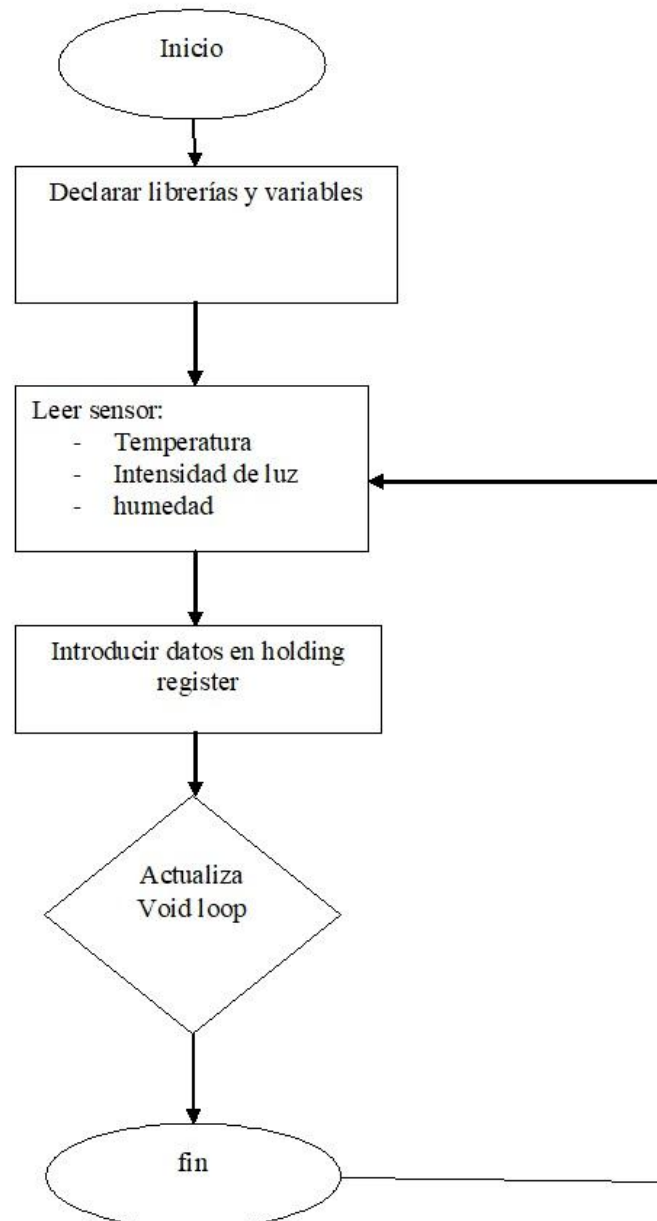 Inicio
Declarar librerías y variables
Leer sensor:
- Temperatura
- Intensidad de luz
- humedad
Introducir datos en holding
register
Actualiza
Void loop
fin